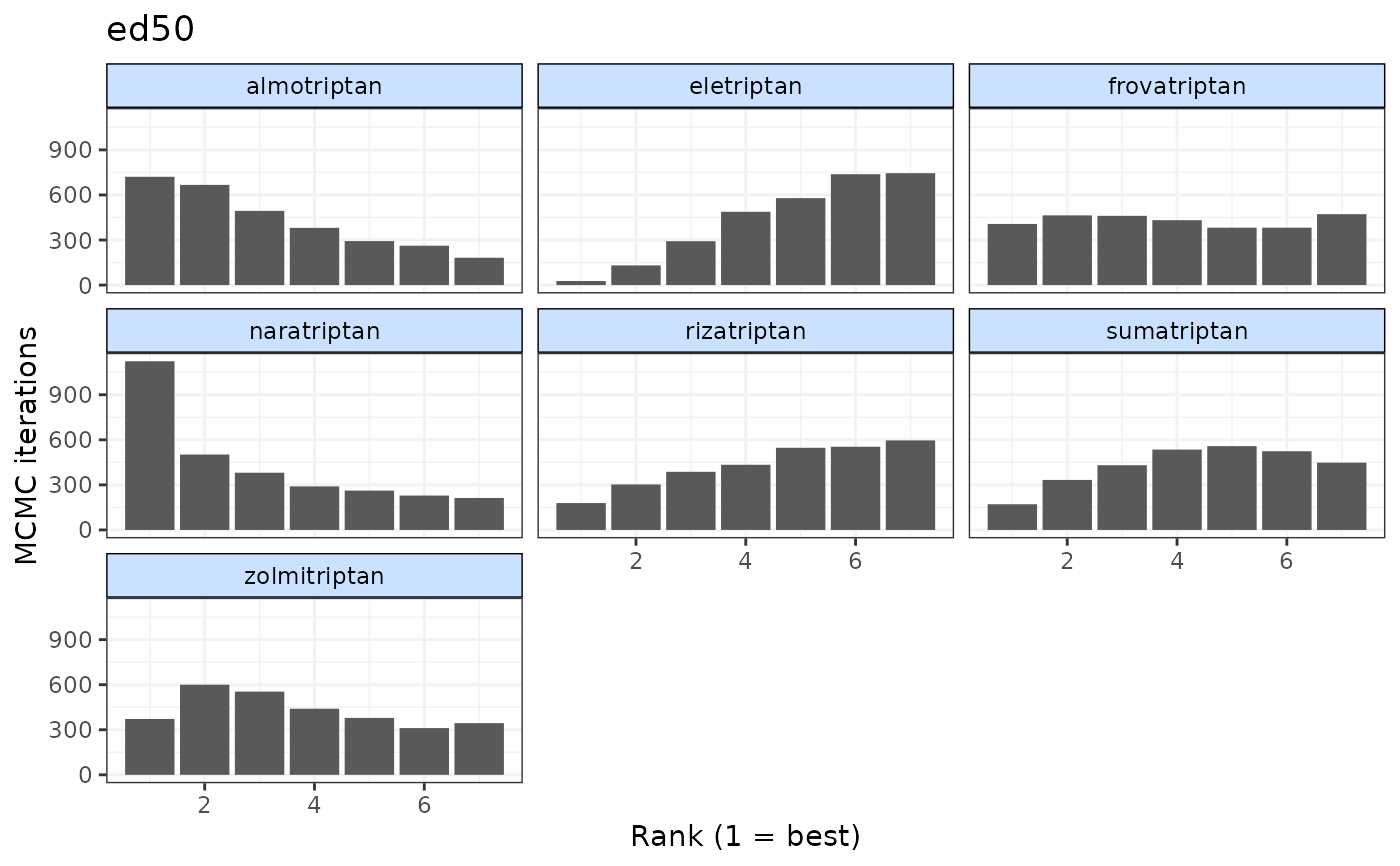 ed50
almotriptan eletriptan frovatriptan
900
600
300
0
naratriptan rizatriptan sumatriptan
MCMC iterations
900
600
300
0
2 4 6 2 4 6
zolmitriptan
900
600
300
0
2 4 6
Rank (1 = best)